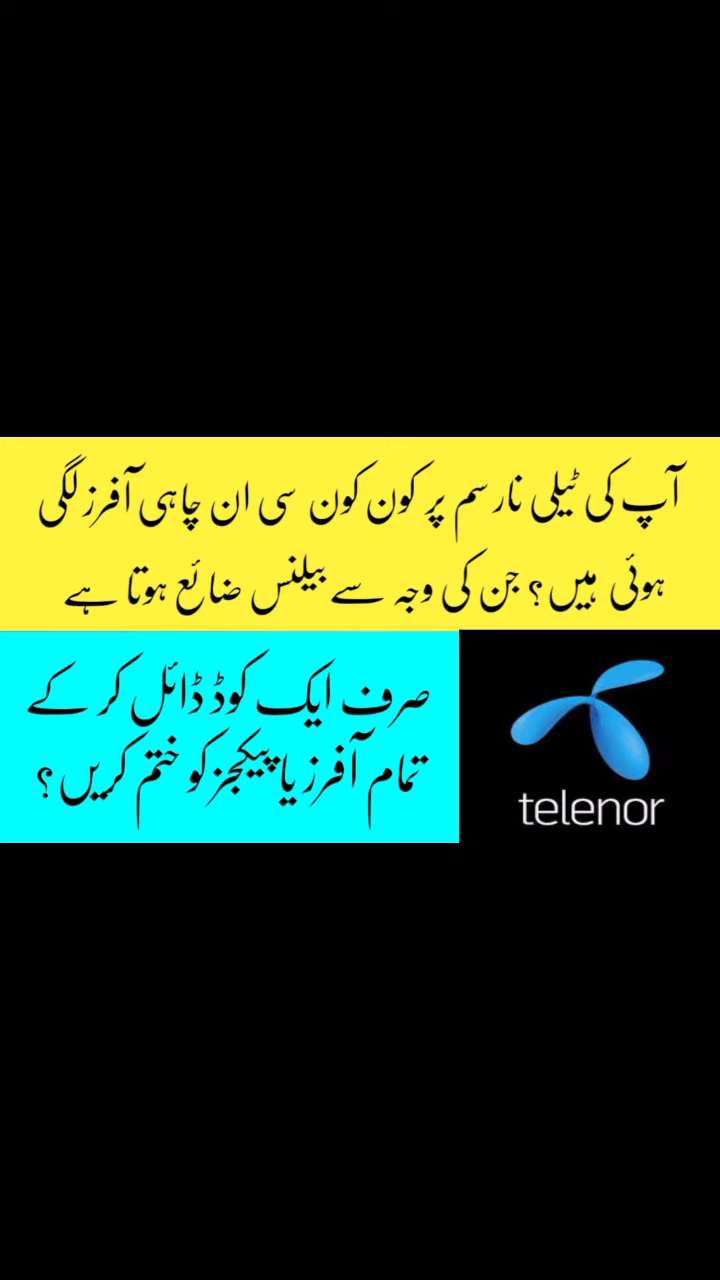 آپ کی ٹیلی نار سم پر کون کون سی ان چاہی آفرز لگی
ہوئی ہیں؟ جن کی وجہ سے بیلنس ضائع ہوتا ہے
صرف ایک کوڈ ڈائل کر کے
تمام آفرز یا پیکجز کو ختم کریں؟
telenor